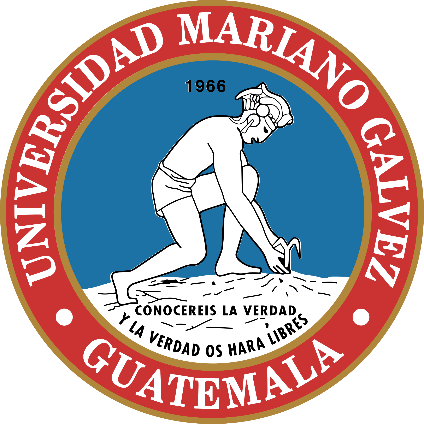 UNIVERSIDAD MARIANO GALVEZ
1966
CONOCEREIS LA VERDAD
Y LA VERDAD OS HARA LIBRES
GUATEMALA